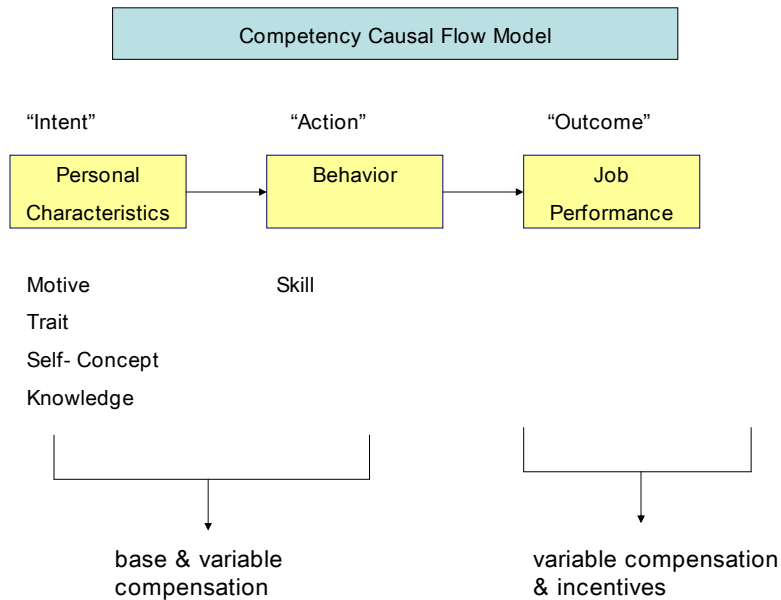 Competency Causal Flow Model
“Intent”
“Action”
“Outcome”
Personal
Characteristics
Behavior
Job
Performance
Motive
Trait
Self- Concept
Knowledge
Skill
base & variable
compensation
variable compensation
& incentives